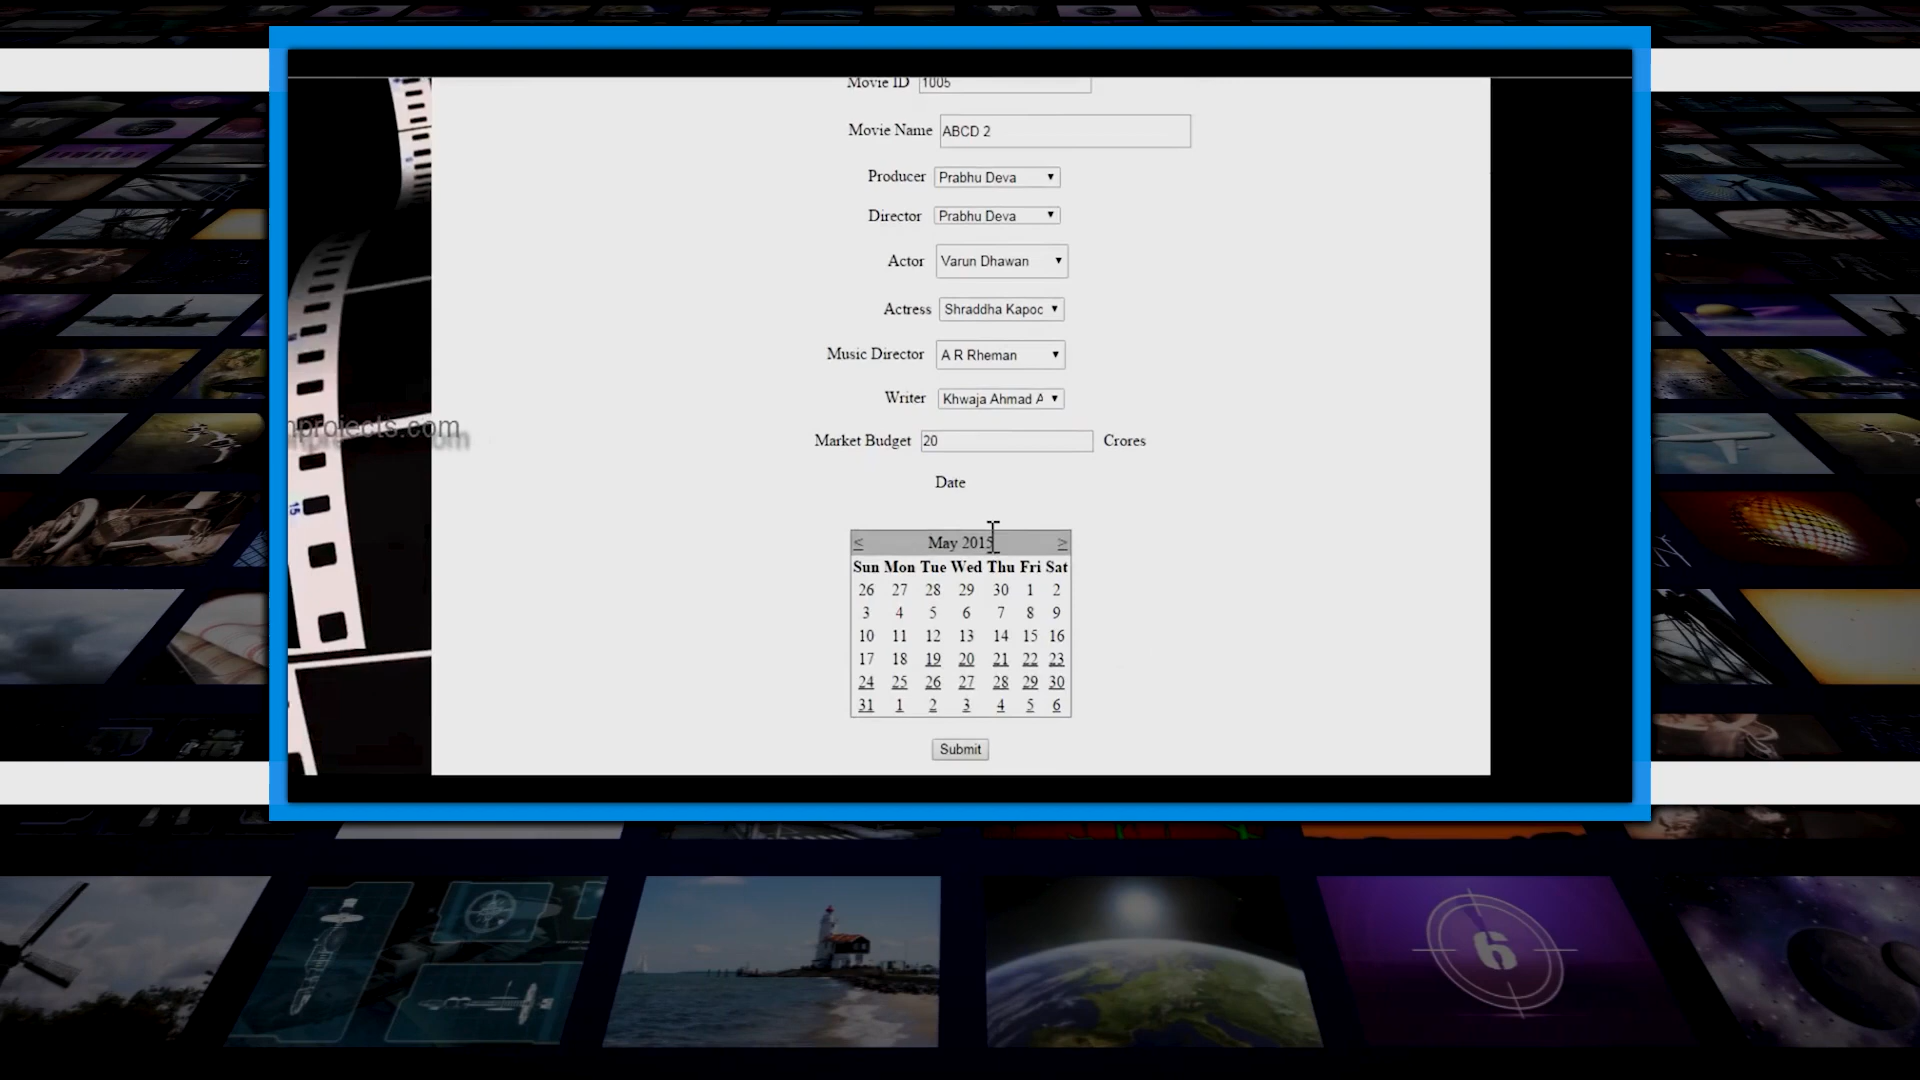 Movie ID 1005
Movie Name ABCD 2
Producer Prabhu Deva
Director Prabhu Deva
Actor Varun Dhawan
Actress Shraddha Kapoc
Music Director A R Rheman
Writer Khwaja Ahmad A
nprojects.com
Market Budget 20 Crores
Date
< May 2015 >
Sun Mon Tue Wed Thu Fri Sat
26 27 28 29 30 1 2
3 4 5 6 7 8 9
10 11 12 13 14 15 16
17 18 19 20 21 22 23
24 25 26 27 28 29 30
31 1 2 3 4 5 6
Submit
15
6